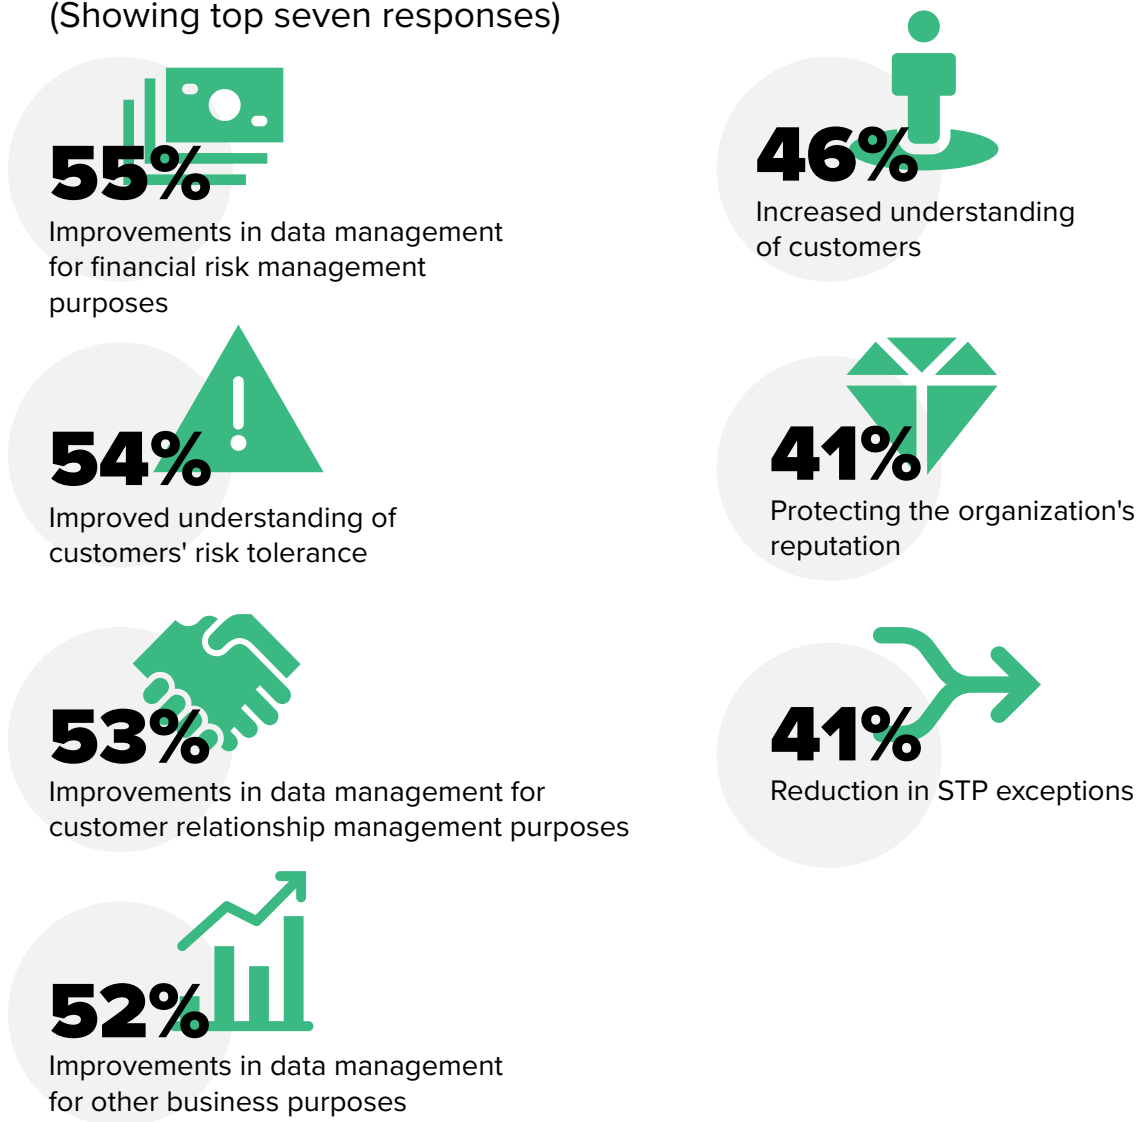 (Showing top seven responses)
55%
Improvements in data management
for financial risk management
purposes
54%
Improved understanding of
customers' risk tolerance
53%
Improvements in data management for
customer relationship management purposes
52%
Improvements in data management
for other business purposes
46%
Increased understanding
of customers
41%
Protecting the organization's
reputation
41%
Reduction in STP exceptions